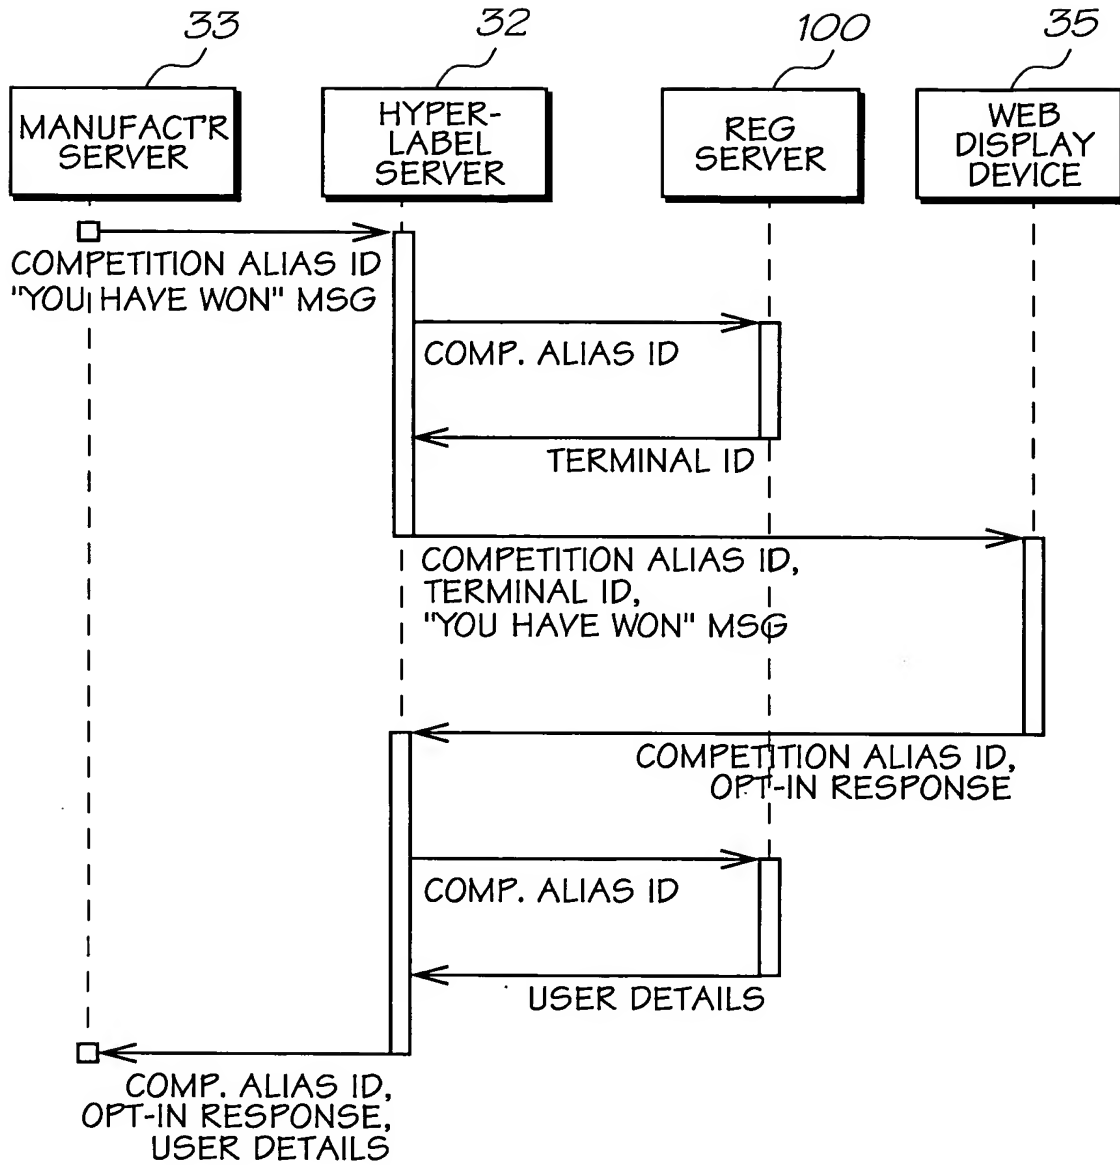 33
32
100
35
MANUFACT'R
SERVER
HYPER-
LABEL
SERVER
REG
SERVER
WEB
DISPLAY
DEVICE
COMPETITION ALIAS ID
"YOU HAVE WON" MSG
COMP. ALIAS ID
TERMINAL ID
COMPETITION ALIAS ID,
TERMINAL ID,
"YOU HAVE WON" MSG
COMPETITION ALIAS ID,
OPT-IN RESPONSE
COMP. ALIAS ID
USER DETAILS
COMP. ALIAS ID,
OPT-IN RESPONSE,
USER DETAILS